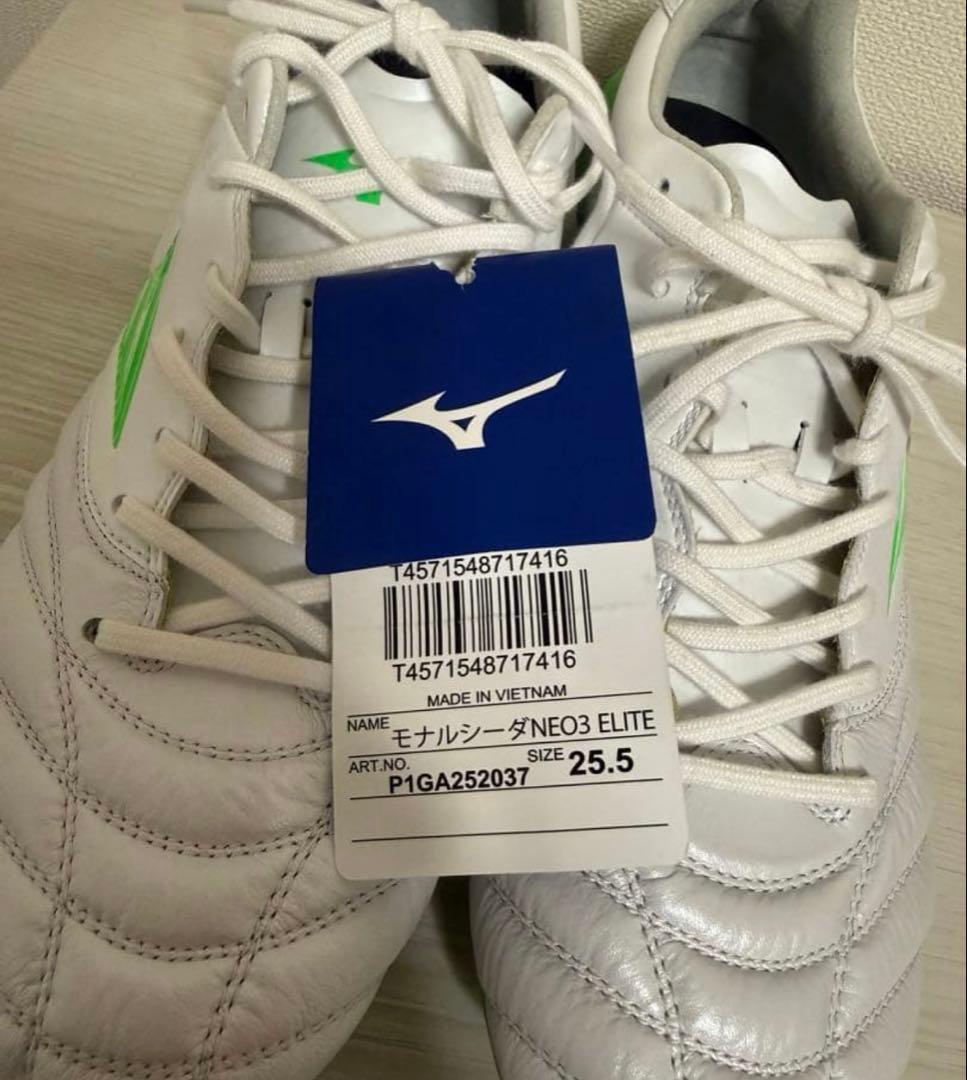 T4571548717416
T4571548717416
MADE IN VIETNAM
NAME モナルシーダNEO3 ELITE
ART.NO. P1GA252037 SIZE 25.5